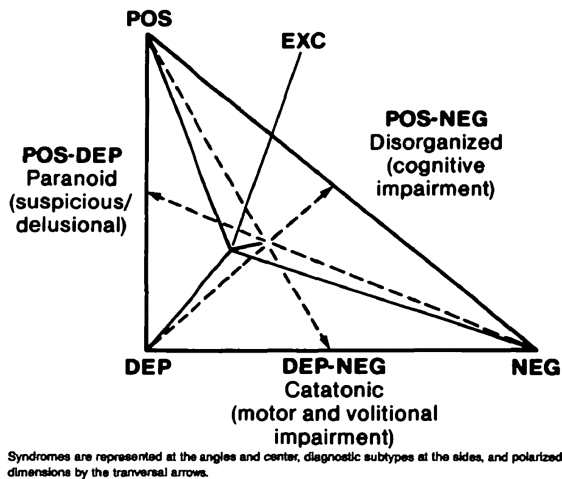 POS
EXC
POS-NEG
Disorganized
(cognitive
impairment)
POS-DEP
Paranoid
(suspicious/
delusional)
DEP
DEP-NEG
NEG
Catatonic
(motor and volitional
impairment)
Syndromes are represented at the angles and center, diagnostic subtypes at the sides, and polarized
dimensions by the tranversal arrows.